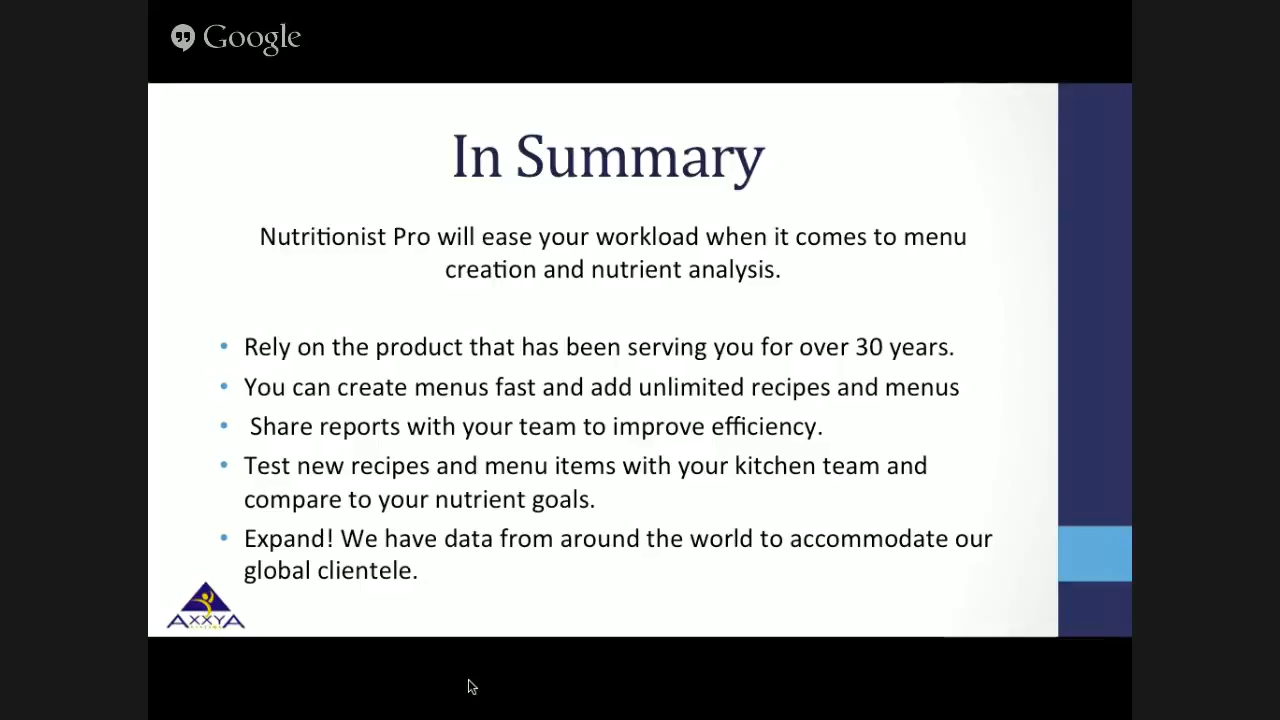 Google
In Summary
Nutritionist Pro will ease your workload when it comes to menu
creation and nutrient analysis.
• Rely on the product that has been serving you for over 30 years.
• You can create menus fast and add unlimited recipes and menus
• Share reports with your team to improve efficiency.
• Test new recipes and menu items with your kitchen team and
compare to your nutrient goals.
• Expand! We have data from around the world to accommodate our
global clientele.
AXXYA